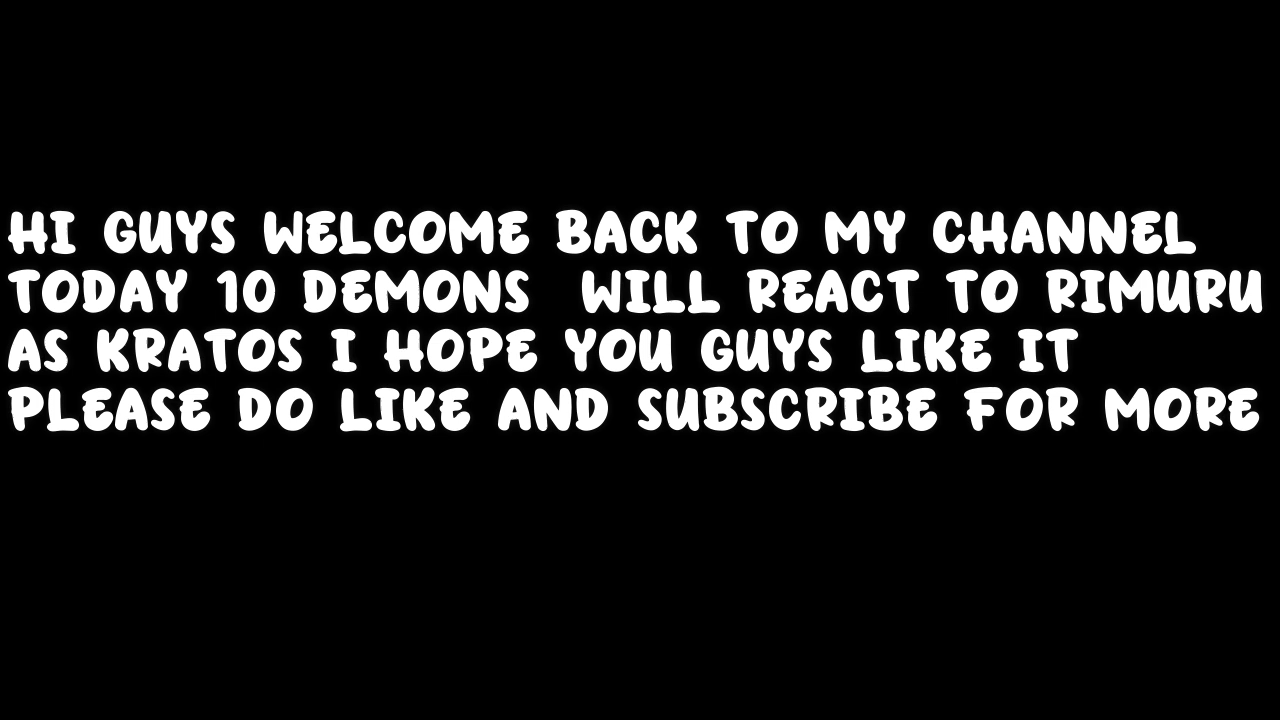 HI GUYS WELCOME BACK TO MY CHANNEL
TODAY 10 DEMONS  WILL REACT TO RIMURU
AS KRATOS I HOPE YOU GUYS LIKE IT
PLEASE DO LIKE AND SUBSCRIBE FOR MORE